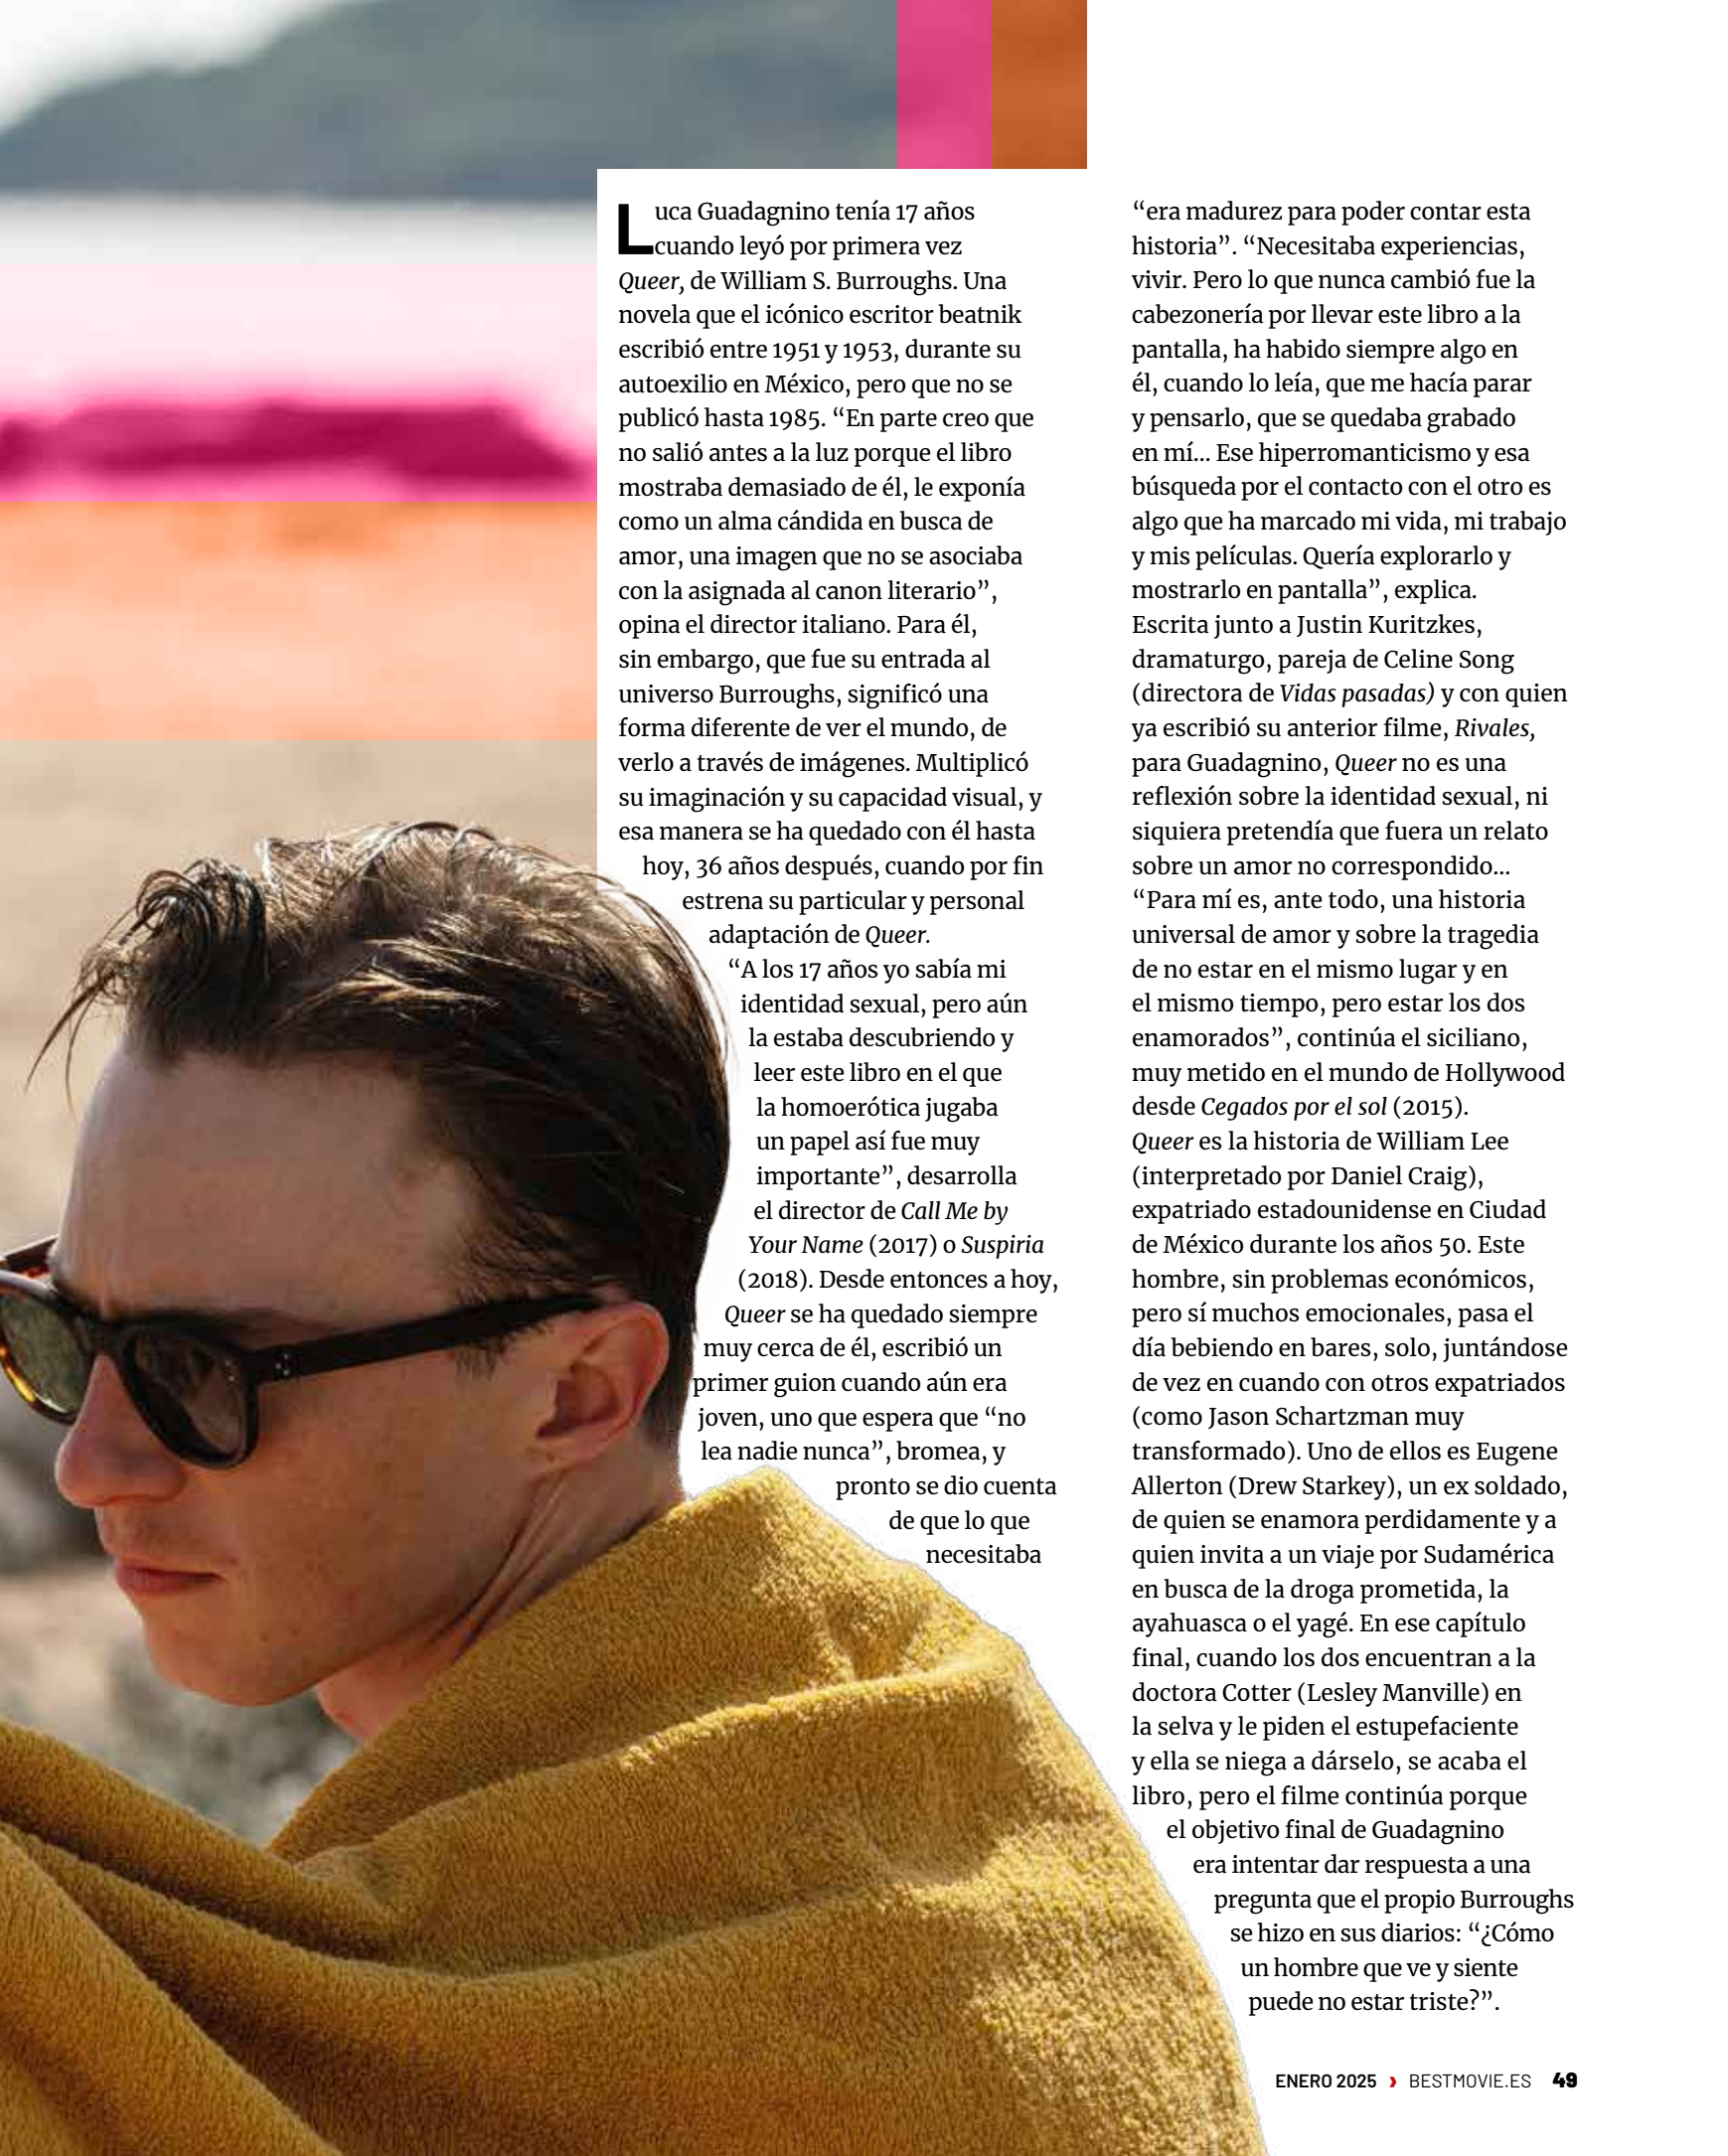 Luca Guadagnino tenía 17 años
cuando leyó por primera vez
Queer, de William S. Burroughs. Una
novela que el icónico escritor beatnik
escribió entre 1951 y 1953, durante su
autoexilio en México, pero que no se
publicó hasta 1985. “En parte creo que
no salió antes a la luz porque el libro
mostraba demasiado de él, le exponía
como un alma cándida en busca de
amor, una imagen que no se asociaba
con la asignada al canon literario”,
opina el director italiano. Para él,
sin embargo, que fue su entrada al
universo Burroughs, significó una
forma diferente de ver el mundo, de
verlo a través de imágenes. Multiplicó
su imaginación y su capacidad visual, y
esa manera se ha quedado con él hasta
hoy, 36 años después, cuando por fin
estrena su particular y personal
adaptación de Queer.
“A los 17 años yo sabía mi
identidad sexual, pero aún
la estaba descubriendo y
leer este libro en el que
la homoerótica jugaba
un papel así fue muy
importante”, desarrolla
el director de Call Me by
Your Name (2017) o Suspiria
(2018). Desde entonces a hoy,
Queer se ha quedado siempre
muy cerca de él, escribió un
primer guion cuando aún era
joven, uno que espera que “no
lea nadie nunca”, bromea, y
pronto se dio cuenta
de que lo que
necesitaba
“era madurez para poder contar esta
historia”. “Necesitaba experiencias,
vivir. Pero lo que nunca cambió fue la
cabezonería por llevar este libro a la
pantalla, ha habido siempre algo en
él, cuando lo leía, que me hacía parar
y pensarlo, que se quedaba grabado
en mí... Ese hiperromanticismo y esa
búsqueda por el contacto con el otro es
algo que ha marcado mi vida, mi trabajo
y mis películas. Quería explorarlo y
mostrarlo en pantalla”, explica.
Escrita junto a Justin Kuritzkes,
dramaturgo, pareja de Celine Song
(directora de Vidas pasadas) y con quien
ya escribió su anterior filme, Rivales,
para Guadagnino, Queer no es una
reflexión sobre la identidad sexual, ni
siquiera pretendía que fuera un relato
sobre un amor no correspondido...
“Para mí es, ante todo, una historia
universal de amor y sobre la tragedia
de no estar en el mismo lugar y en
el mismo tiempo, pero estar los dos
enamorados”, continúa el siciliano,
muy metido en el mundo de Hollywood
desde Cegados por el sol (2015).
Queer es la historia de William Lee
(interpretado por Daniel Craig),
expatriado estadounidense en Ciudad
de México durante los años 50. Este
hombre, sin problemas económicos,
pero sí muchos emocionales, pasa el
día bebiendo en bares, solo, juntándose
de vez en cuando con otros expatriados
(como Jason Schartzman muy
transformado). Uno de ellos es Eugene
Allerton (Drew Starkey), un ex soldado,
de quien se enamora perdidamente y a
quien invita a un viaje por Sudamérica
en busca de la droga prometida, la
ayahuasca o el yagé. En ese capítulo
final, cuando los dos encuentran a la
doctora Cotter (Lesley Manville) en
la selva y le piden el estupefaciente
y ella se niega a dárselo, se acaba el
libro, pero el filme continúa porque
el objetivo final de Guadagnino
era intentar dar respuesta a una
pregunta que el propio Burroughs
se hizo en sus diarios: “¿Cómo
un hombre que ve y siente
puede no estar triste?”.
ENERO 2025 › BESTMOVIE.ES 49